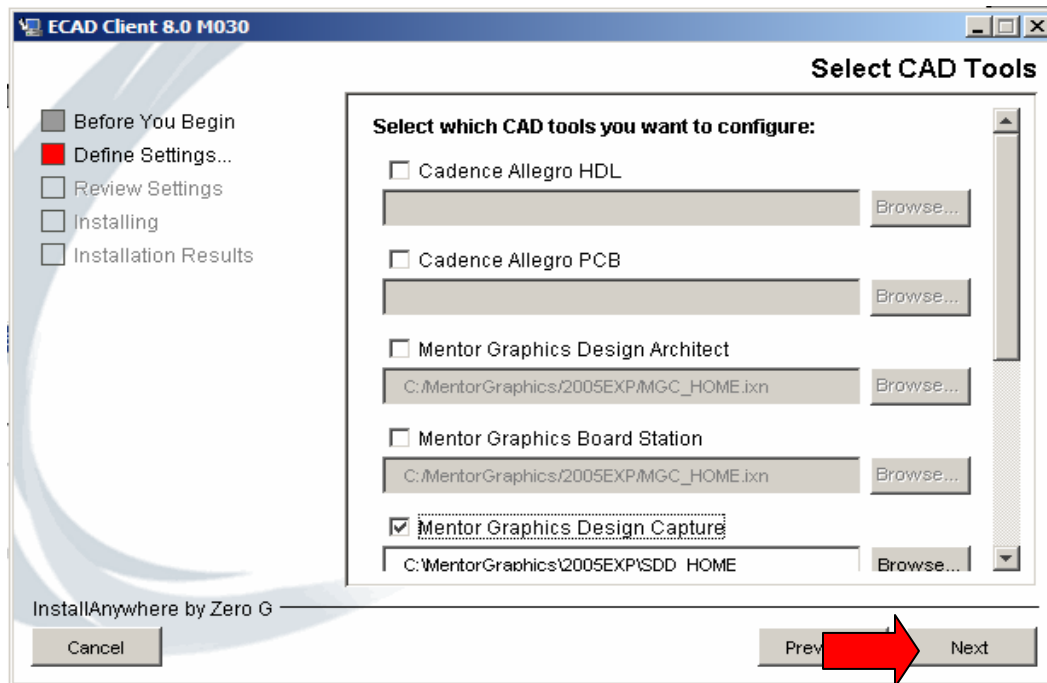 ECAD Client 8.0 M030
Select CAD Tools
Before You Begin
Define Settings...
Review Settings
Installing
Installation Results
Select which CAD tools you want to configure:
Cadence Allegro HDL
Browse...
Cadence Allegro PCB
Browse...
Mentor Graphics Design Architect
C:/MentorGraphics/2005EXP/MGC_HOME.ixn
Browse...
Mentor Graphics Board Station
C:/MentorGraphics/2005EXP/MGC_HOME.ixn
Browse...
Mentor Graphics Design Capture
C:\MentorGraphics\2005EXP\SDD_HOME
Browse...
InstallAnywhere by Zero G
Cancel
Next